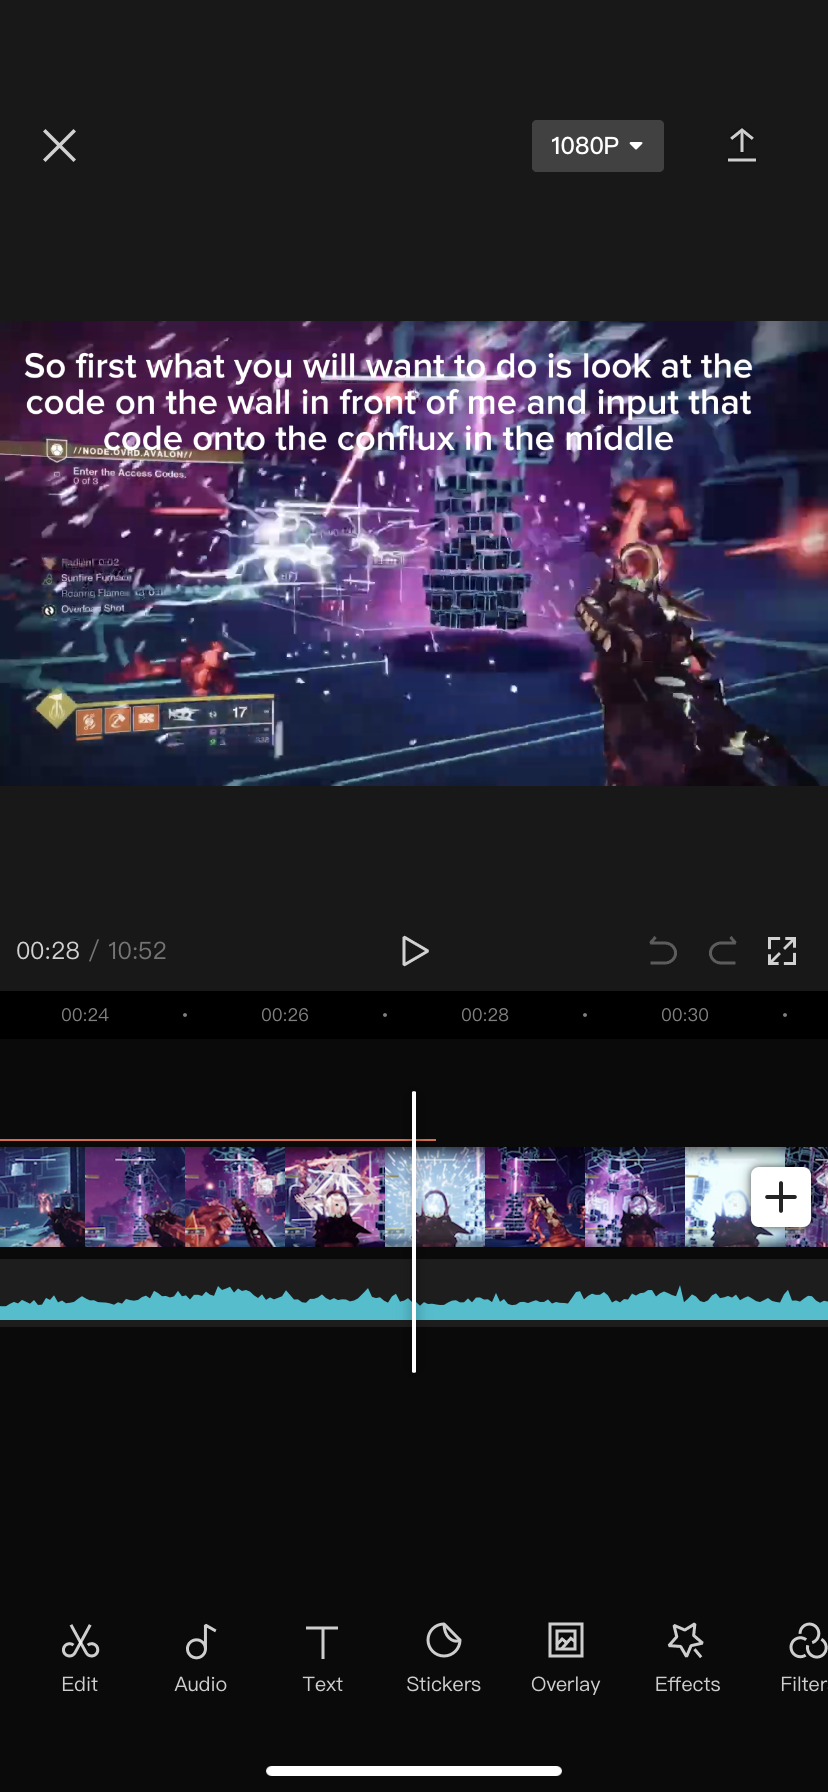 1080P
So first what you will want to do is look at the
code on the wall in front of me and input that
code onto the conflux in the middle
//NODE.OVRD.AVALON//
Enter the Access Codes.
0 of 3
Radiant 0:02
Sunfire Furnace
Roaring Flames
Overload Shot
17
00:28 / 10:52
00:24
00:26
00:28
00:30
Edit
Audio
Text
Stickers
Overlay
Effects
Filter